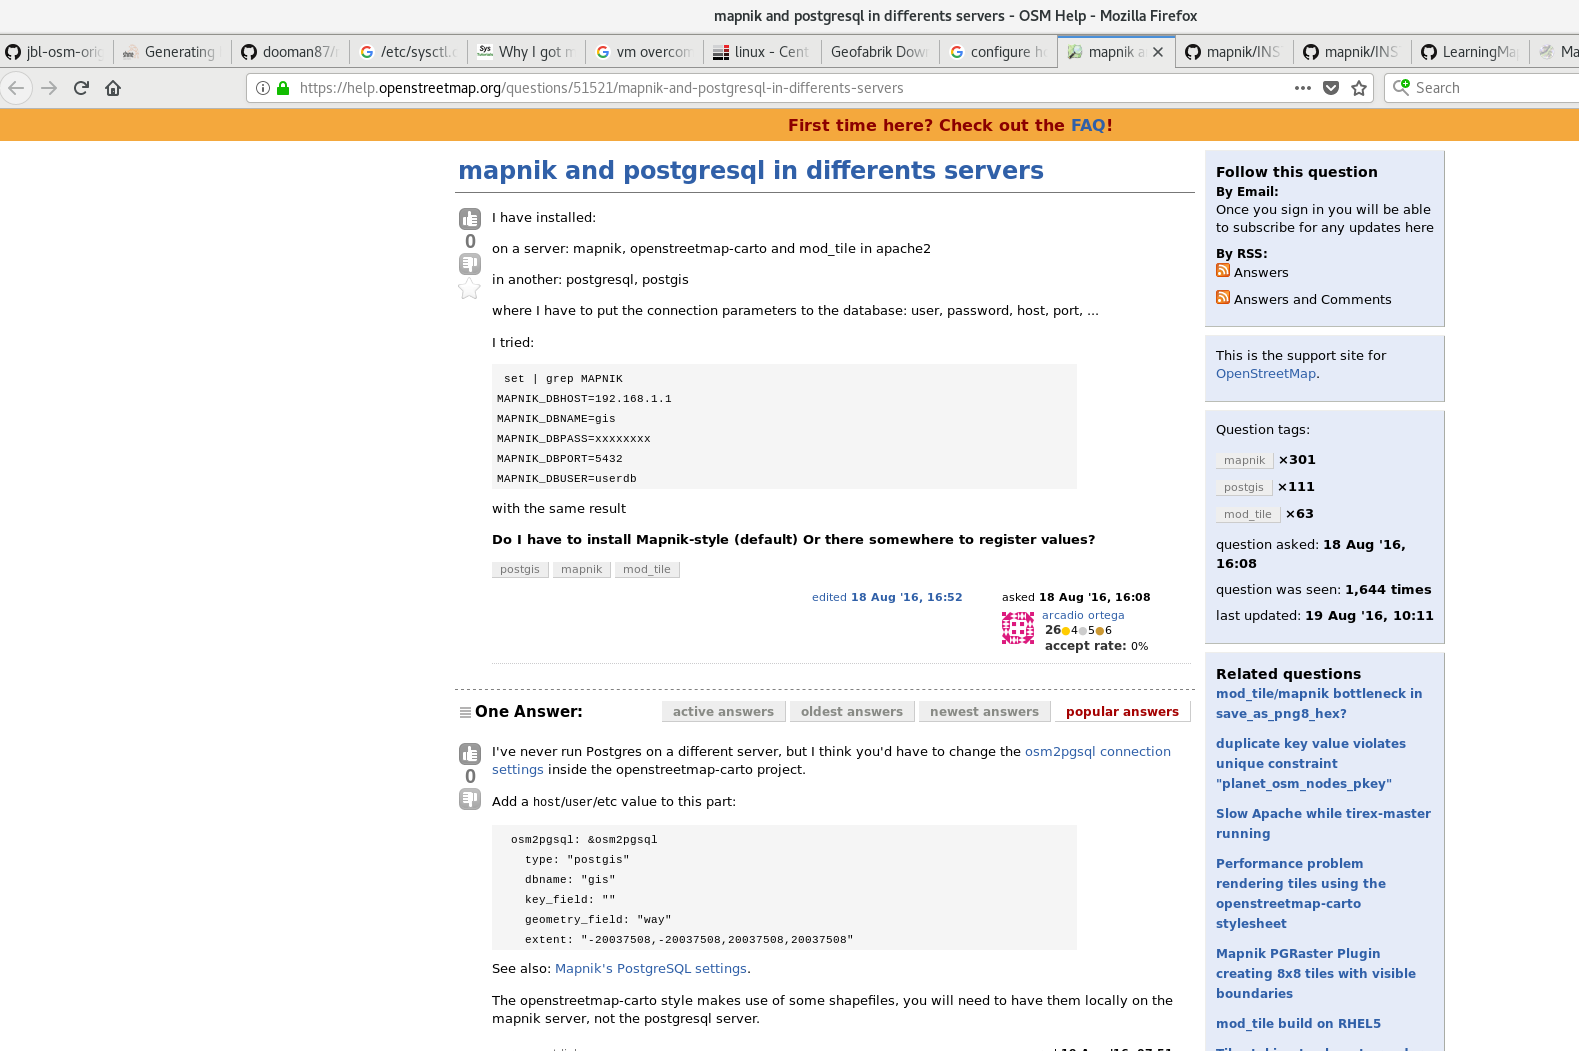 mapnik and postgresql in differents servers - OSM Help - Mozilla Firefox
jbl-osm-orig
Generating
dooman87/
/etc/sysctl.c
Why I got m
vm overcom
linux - Cent
Geofabrik Dow
configure h
mapnik a
mapnik/INS
mapnik/INS
LearningMa
Ma
https://help.openstreetmap.org/questions/51521/mapnik-and-postgresql-in-differents-servers
Search
First time here? Check out the FAQ!
mapnik and postgresql in differents servers
0
I have installed:
on a server: mapnik, openstreetmap-carto and mod_tile in apache2
in another: postgresql, postgis
where I have to put the connection parameters to the database: user, password, host, port, ...
I tried:
set | grep MAPNIK
MAPNIK_DBHOST=192.168.1.1
MAPNIK_DBNAME=gis
MAPNIK_DBPASS=xxxxxxxx
MAPNIK_DBPORT=5432
MAPNIK_DBUSER=userdb
with the same result
Do I have to install Mapnik-style (default) Or there somewhere to register values?
postgis mapnik mod_tile
edited 18 Aug '16, 16:52
asked 18 Aug '16, 16:08
arcadio ortega
26●4●5●6
accept rate: 0%
One Answer:
active answers oldest answers newest answers popular answers
0
I've never run Postgres on a different server, but I think you'd have to change the osm2pgsql connection
settings inside the openstreetmap-carto project.
Add a host/user/etc value to this part:
osm2pgsql: &osm2pgsql
type: "postgis"
dbname: "gis"
key_field: ""
geometry_field: "way"
extent: "-20037508,-20037508,20037508,20037508"
See also: Mapnik's PostgreSQL settings.
The openstreetmap-carto style makes use of some shapefiles, you will need to have them locally on the
mapnik server, not the postgresql server.
Follow this question
By Email:
Once you sign in you will be able
to subscribe for any updates here
By RSS:
Answers
Answers and Comments
This is the support site for
OpenStreetMap.
Question tags:
mapnik ×301
postgis ×111
mod_tile ×63
question asked: 18 Aug '16,
16:08
question was seen: 1,644 times
last updated: 19 Aug '16, 10:11
Related questions
mod_tile/mapnik bottleneck in
save_as_png8_hex?
duplicate key value violates
unique constraint
"planet_osm_nodes_pkey"
Slow Apache while tirex-master
running
Performance problem
rendering tiles using the
openstreetmap-carto
stylesheet
Mapnik PGRaster Plugin
creating 8x8 tiles with visible
boundaries
mod_tile build on RHEL5